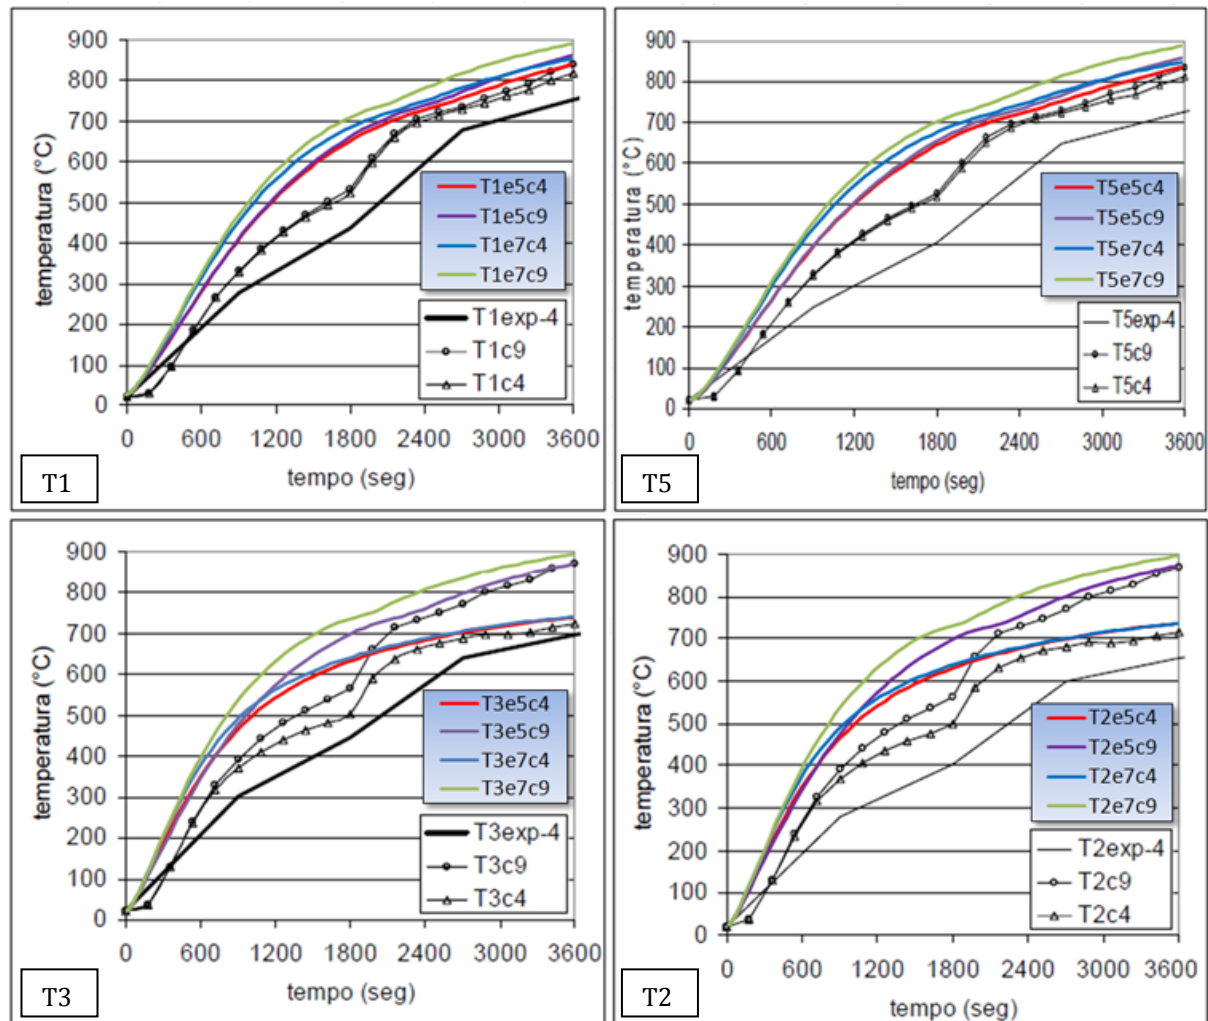 900
800
700
600
500
400
300
200
100
0
temperatura (°C)
T1e5c4
T1e5c9
T1e7c4
T1e7c9
T1exp-4
T1c9
T1c4
0 600 1200 1800 2400 3000 3600
tempo (seg)
T1
900
800
700
600
500
400
300
200
100
0
temperatura (°C)
T5e5c4
T5e5c9
T5e7c4
T5e7c9
T5exp-4
T5c9
T5c4
0 600 1200 1800 2400 3000 3600
tempo (seg)
T5
900
800
700
600
500
400
300
200
100
0
temperatura (°C)
T3e5c4
T3e5c9
T3e7c4
T3e7c9
T3exp-4
T3c9
T3c4
0 600 1200 1800 2400 3000 3600
tempo (seg)
T3
900
800
700
600
500
400
300
200
100
0
temperatura (°C)
T2e5c4
T2e5c9
T2e7c4
T2e7c9
T2exp-4
T2c9
T2c4
0 600 1200 1800 2400 3000 3600
tempo (seg)
T2